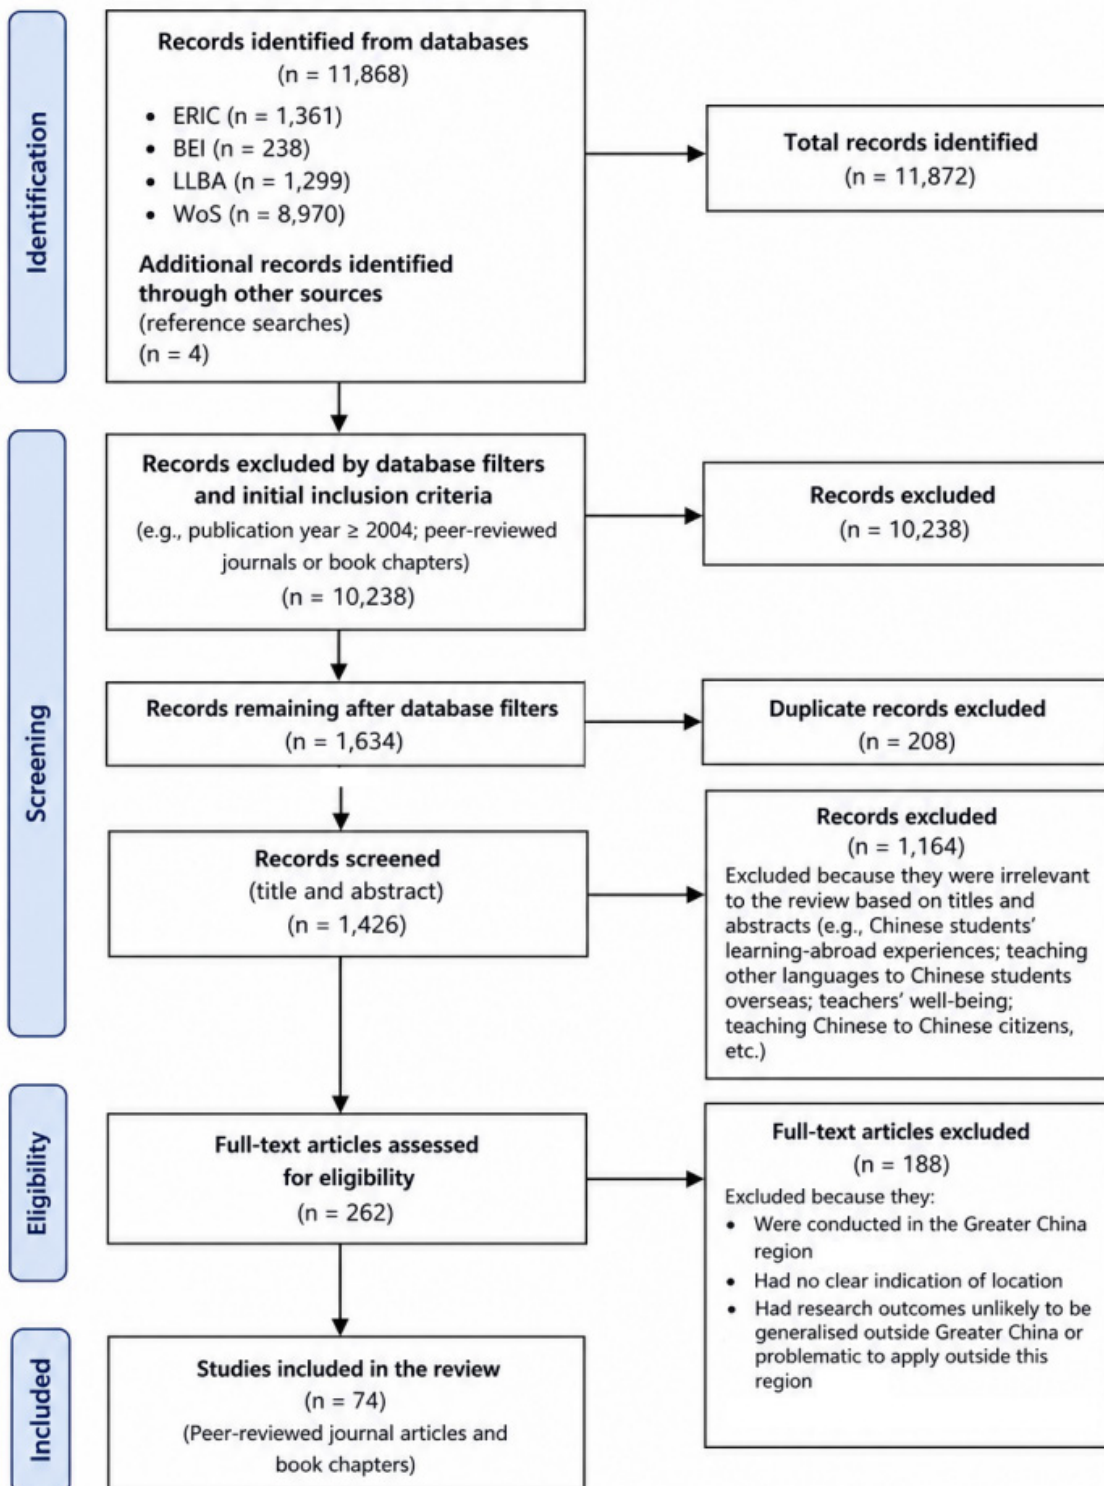 Identification
Records identified from databases
(n = 11,868)
• ERIC (n = 1,361)
• BEI (n = 238)
• LLBA (n = 1,299)
• WoS (n = 8,970)
Additional records identified
through other sources
(reference searches)
(n = 4)
Total records identified
(n = 11,872)
Screening
Records excluded by database filters
and initial inclusion criteria
(e.g., publication year ≥ 2004; peer-reviewed
journals or book chapters)
(n = 10,238)
Records excluded
(n = 10,238)
Records remaining after database filters
(n = 1,634)
Duplicate records excluded
(n = 208)
Records screened
(title and abstract)
(n = 1,426)
Records excluded
(n = 1,164)
Excluded because they were irrelevant
to the review based on titles and
abstracts (e.g., Chinese students’
learning-abroad experiences; teaching
other languages to Chinese students
overseas; teachers’ well-being;
teaching Chinese to Chinese citizens,
etc.)
Eligibility
Full-text articles assessed
for eligibility
(n = 262)
Full-text articles excluded
(n = 188)
Excluded because they:
• Were conducted in the Greater China
region
• Had no clear indication of location
• Had research outcomes unlikely to be
generalised outside Greater China or
problematic to apply outside this
region
Included
Studies included in the review
(n = 74)
(Peer-reviewed journal articles and
book chapters)